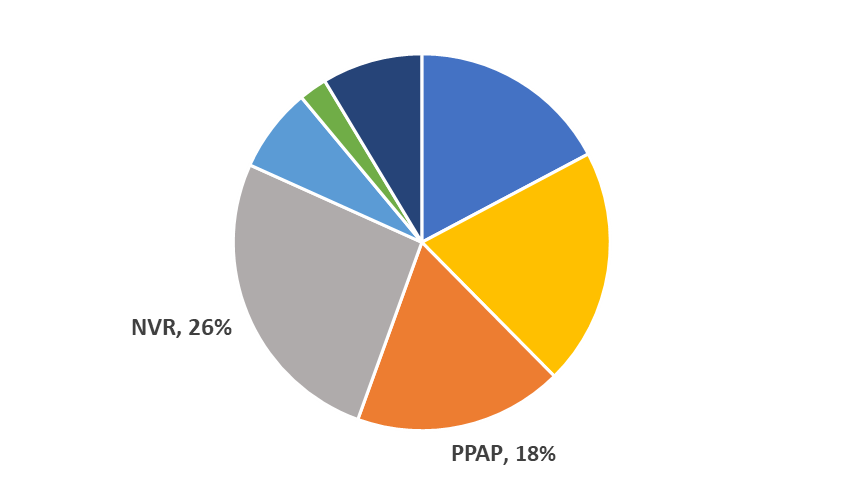 NVR, 26%
PPAP, 18%